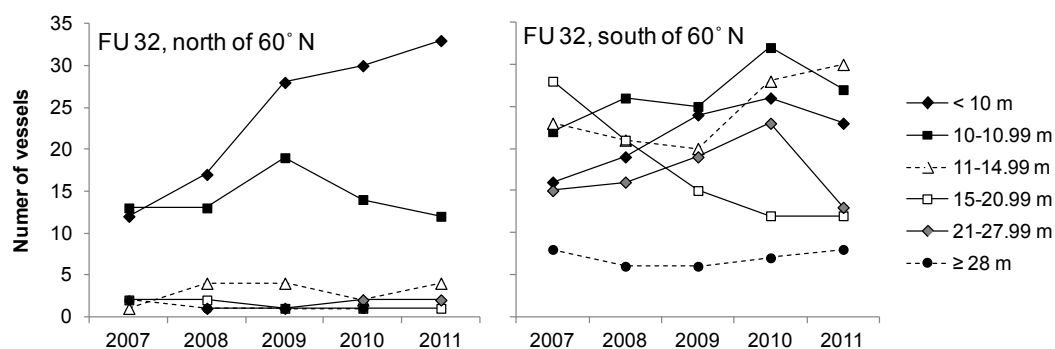 FU 32, north of 60° N
FU 32, south of 60° N
Numer of vessels
35
30
25
20
15
10
5
0
2007 2008 2009 2010 2011
2007 2008 2009 2010 2011
< 10 m
10-10.99 m
11-14.99 m
15-20.99 m
21-27.99 m
≥ 28 m